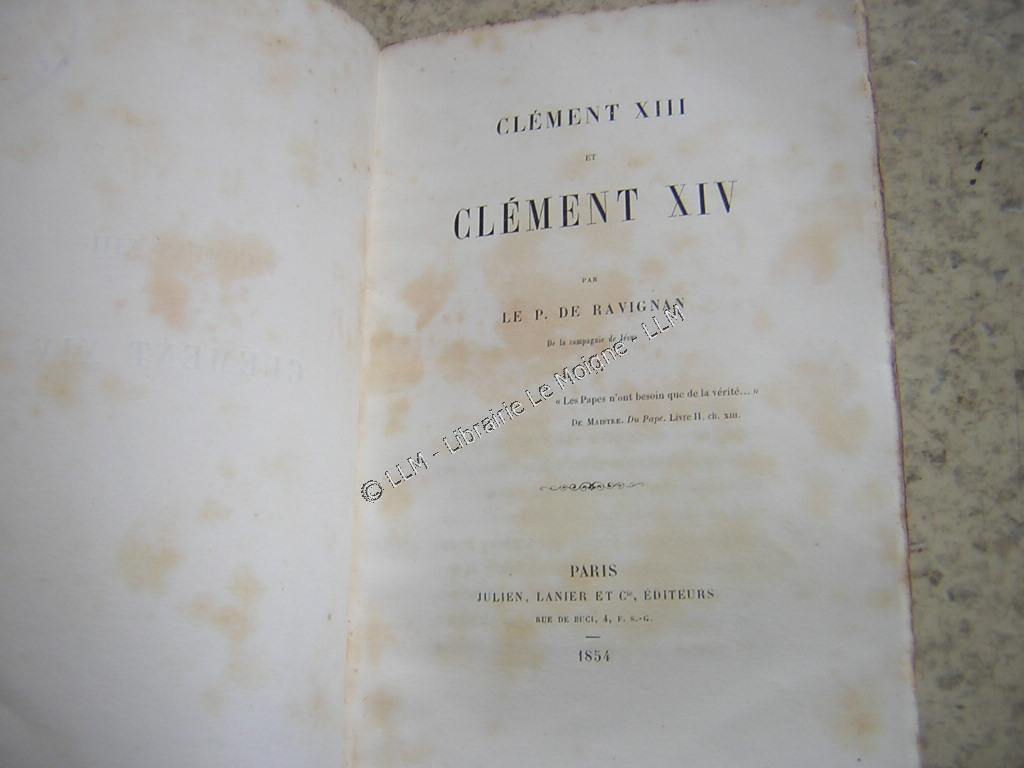 CLÉMENT XIII
ET
CLÉMENT XIV
PAR
LE P. DE RAVIGNAN
De la compagnie de Jésus
« Les Papes n'ont besoin que de la vérité... »
DE MAISTRE. Du Pape. Livre II. ch. XIII.
© LLM - Librairie Le Moigne - LLM
PARIS
JULIEN, LANIER ET Cie, ÉDITEURS
RUE DE BUCI, 4, F. S.-G.
1854